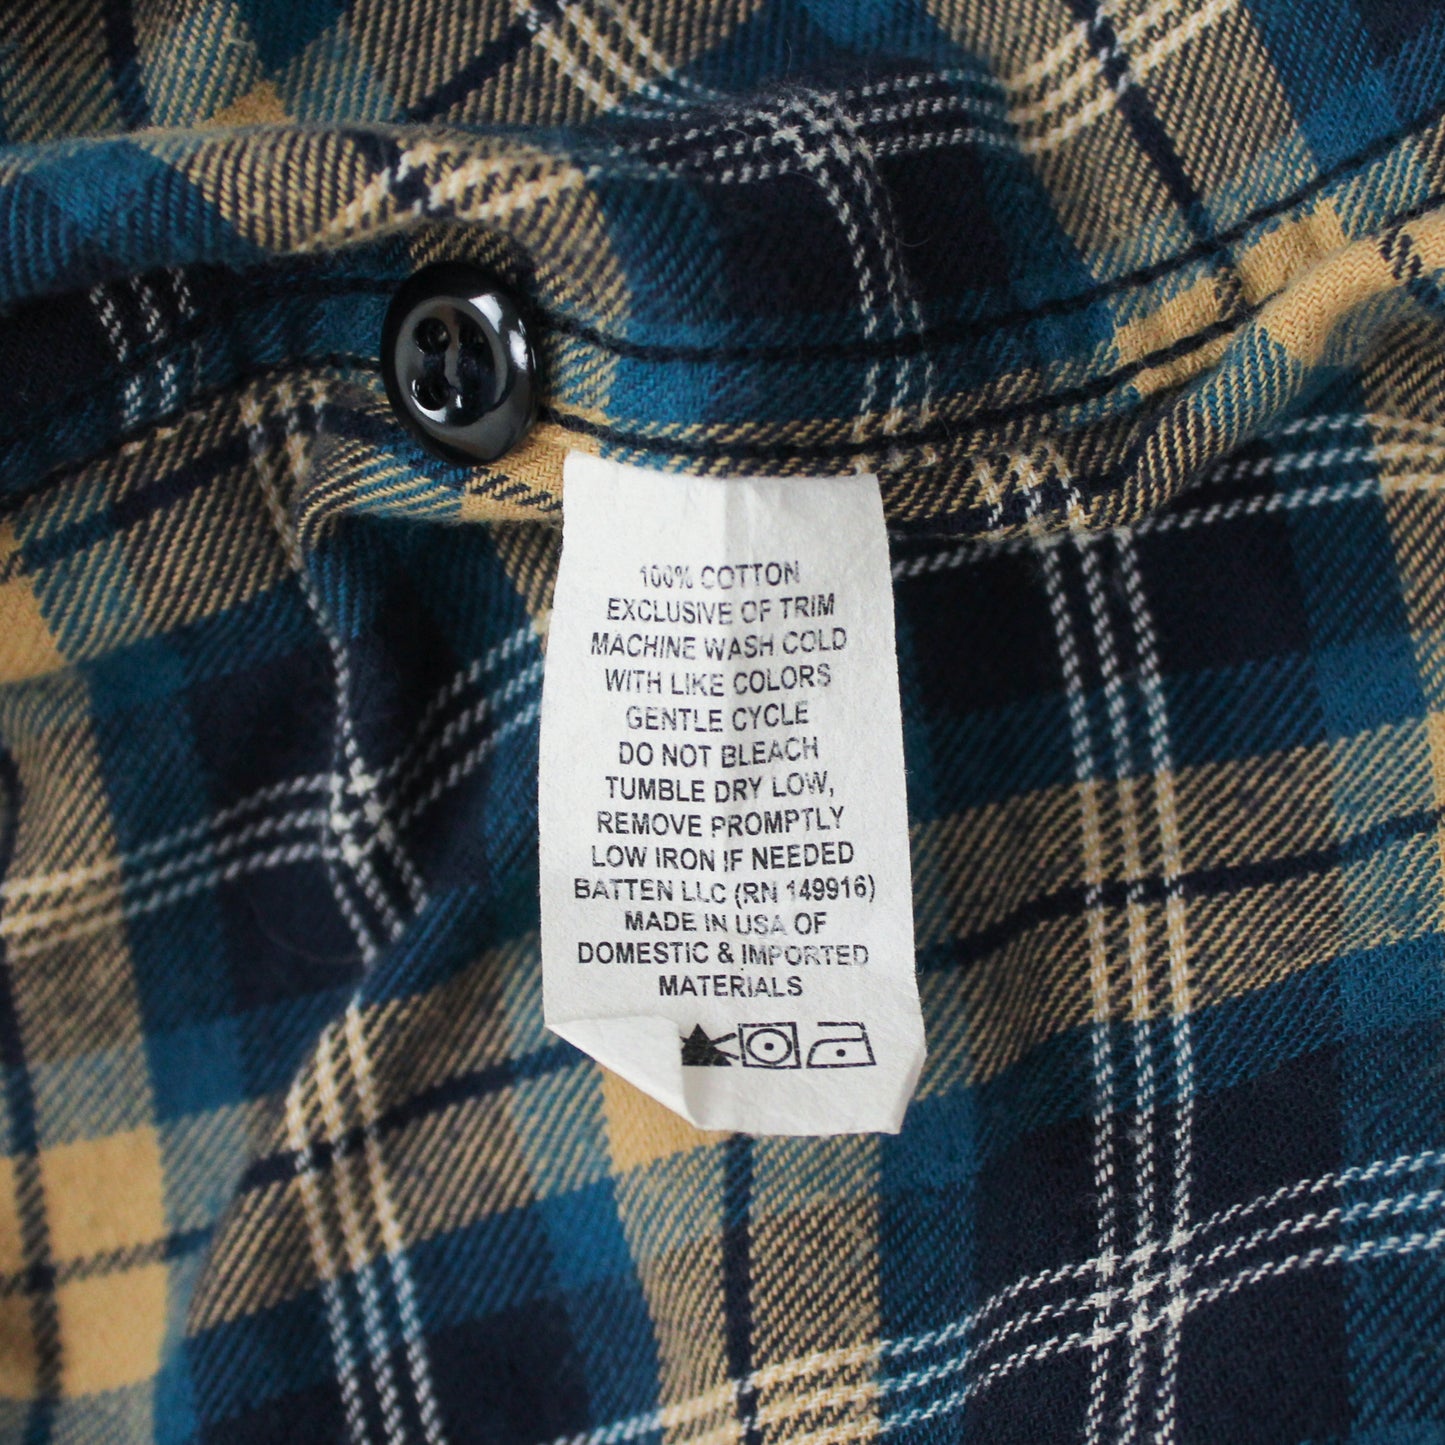 100% COTTON
EXCLUSIVE OF TRIM
MACHINE WASH COLD
WITH LIKE COLORS
GENTLE CYCLE
DO NOT BLEACH
TUMBLE DRY LOW,
REMOVE PROMPTLY
LOW IRON IF NEEDED
BATTEN LLC (RN 149916)
MADE IN USA OF
DOMESTIC & IMPORTED
MATERIALS